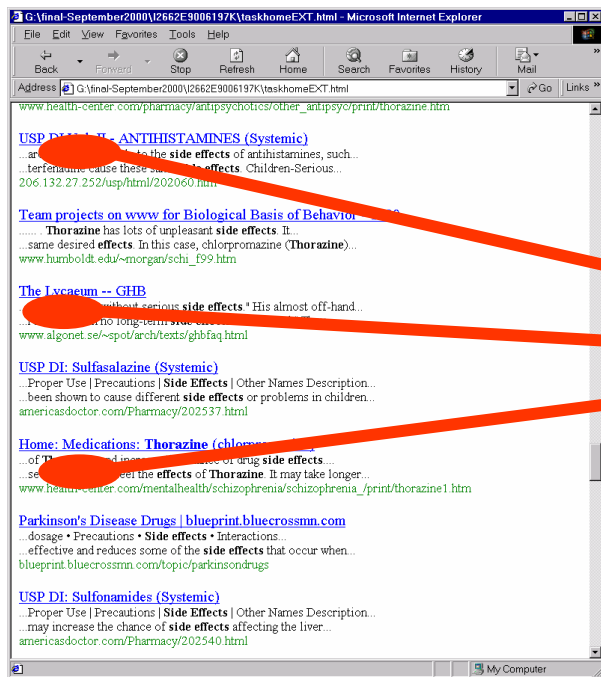 G:\final-September2000\I2662E9006197K\taskhomeEXT.html - Microsoft Internet Explorer
File Edit View Favorites Tools Help
Back Forward Stop Refresh Home Search Favorites History Mail »
Address G:\final-September2000\I2662E9006197K\taskhomeEXT.html Go Links »
www.health-center.com/pharmacy/antipsychotics/other_antipsyc/print/thorazine.htm
USP - ANTIHISTAMINES (Systemic)
to the side effects of antihistamines, such...
...terfenadine cause these effects. Children-Serious...
206.132.27.252/usp/html/202060.htm
Team projects on www for Biological Basis of Behavior
...... . Thorazine has lots of unpleasant side effects. It...
...same desired effects. In this case, chlorpromazine (Thorazine)...
www.humboldt.edu/~morgan/schi_f99.htm
The Lycaeum -- GHB
without serious side effects." His almost off-hand...
no long-term
www.algonet.se/~spot/arch/texts/ghbfaq.html
USP DI: Sulfasalazine (Systemic)
...Proper Use | Precautions | Side Effects | Other Names Description...
...been shown to cause different side effects or problems in children...
americasdoctor.com/Pharmacy/202537.html
Home: Medications: Thorazine
...of drug side effects....
the effects of Thorazine. It may take longer...
www.health-center.com/mentalhealth/schizophrenia/schizophrenia_/print/thorazine1.htm
Parkinson's Disease Drugs | blueprint.bluecrossmn.com
...dosage • Precautions • Side effects • Interactions...
...effective and reduces some of the side effects that occur when...
blueprint.bluecrossmn.com/topic/parkinsondrugs
USP DI: Sulfonamides (Systemic)
...Proper Use | Precautions | Side Effects | Other Names Description...
...may increase the chance of side effects affecting the liver...
americasdoctor.com/Pharmacy/202540.html
My Computer